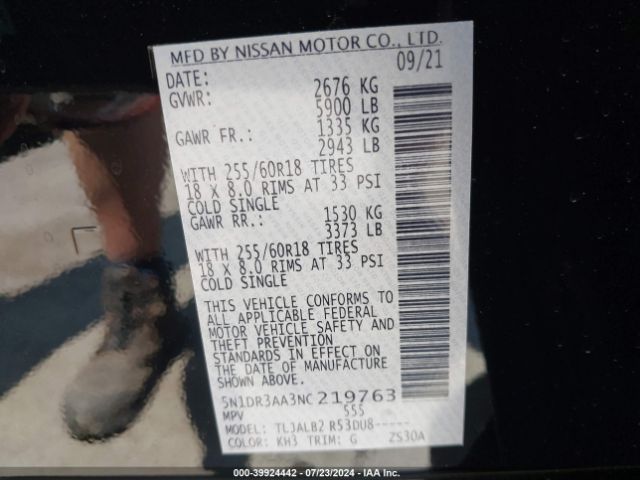 MFD BY NISSAN MOTOR CO., LTD.
DATE: 09/21
GVWR: 2676 KG
5900 LB
GAWR FR.: 1335 KG
2943 LB
WITH 255/60R18 TIRES
18 X 8.0 RIMS AT 33 PSI
COLD SINGLE
GAWR RR.: 1530 KG
3373 LB
WITH 255/60R18 TIRES
18 X 8.0 RIMS AT 33 PSI
COLD SINGLE
THIS VEHICLE CONFORMS TO
ALL APPLICABLE FEDERAL
MOTOR VEHICLE SAFETY AND
THEFT PREVENTION
STANDARDS IN EFFECT ON
THE DATE OF MANUFACTURE
SHOWN ABOVE.
5N1DR3AA3NC219763
MPV 555
MODEL: TLJALB2 R53DU8-----
COLOR: KH3 TRIM: G ZS30A
000-39924442 - 07/23/2024 - IAA Inc.